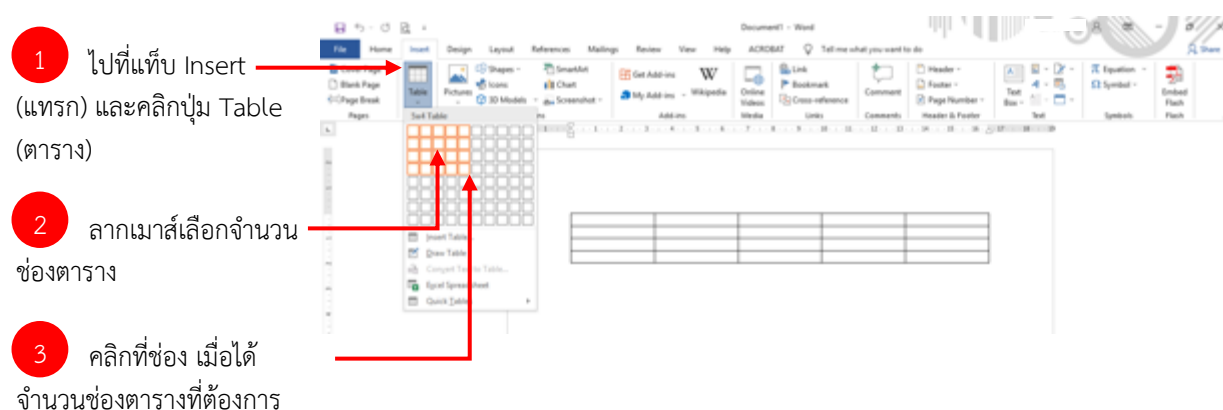 Document1 - Word
File Home Insert Design Layout References Mailings Review View Help ACROBAT Tell me what you want to do Share
1 ไปที่แท็บ Insert
(แทรก) และคลิกปุ่ม Table
(ตาราง)
2 ลากเมาส์เลือกจำนวน
ช่องตาราง
3 คลิกที่ช่อง เมื่อได้
จำนวนช่องตารางที่ต้องการ
Cover Page
Blank Page
Page Break
Pages
Table
Pictures
Shapes
Icons
3D Models
SmartArt
Chart
Screenshot
Get Add-ins
My Add-ins
Wikipedia
Add-ins
Online
Videos
Media
Link
Bookmark
Cross-reference
Links
Comment
Comments
Header
Footer
Page Number
Header & Footer
Text
Box
Text
Equation
Symbol
Symbols
Embed
Flash
Flash
5x4 Table
Insert Table...
Draw Table
Convert Text to Table...
Excel Spreadsheet
Quick Tables